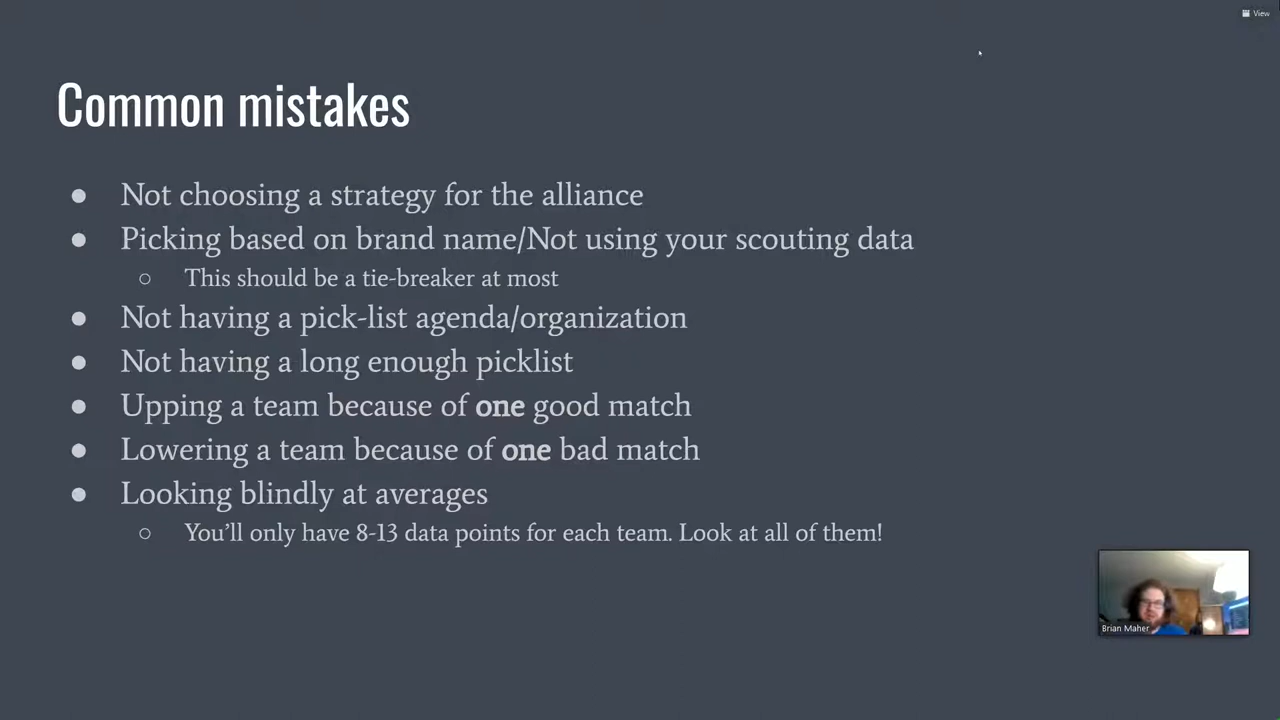 View
Common mistakes
● Not choosing a strategy for the alliance
● Picking based on brand name/Not using your scouting data
○ This should be a tie-breaker at most
● Not having a pick-list agenda/organization
● Not having a long enough picklist
● Upping a team because of one good match
● Lowering a team because of one bad match
● Looking blindly at averages
○ You'll only have 8-13 data points for each team. Look at all of them!
Brian Maher